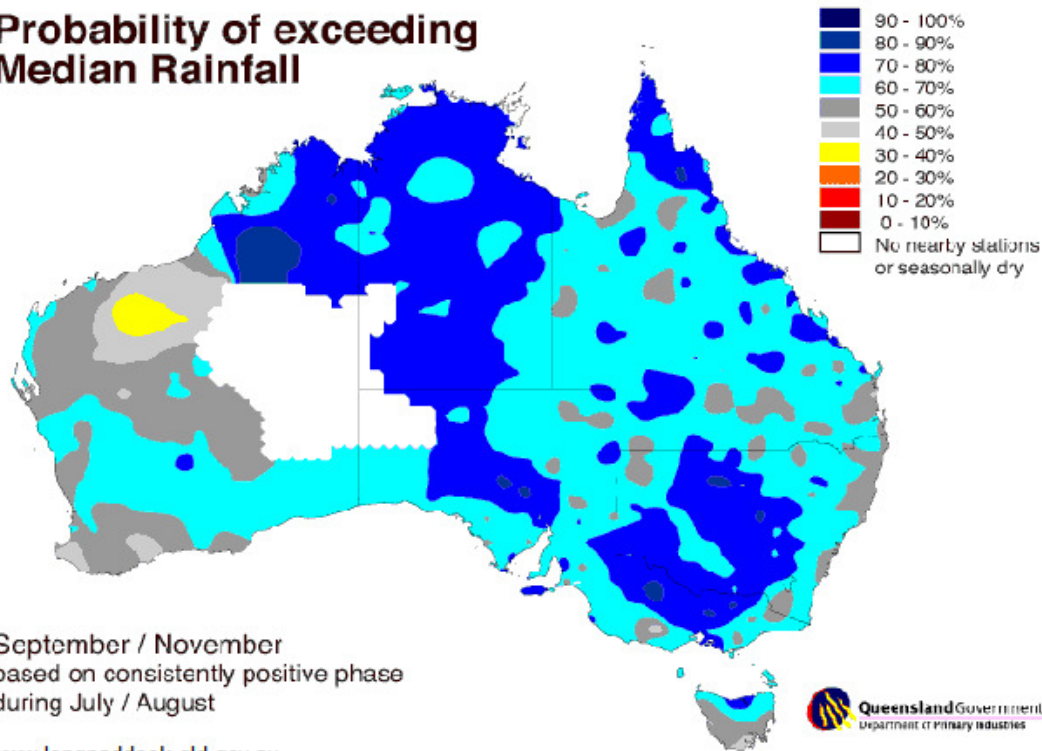 Probability of exceeding
Median Rainfall
90 - 100%
80 - 90%
70 - 80%
60 - 70%
50 - 60%
40 - 50%
30 - 40%
20 - 30%
10 - 20%
0 - 10%
No nearby stations
or seasonally dry
September / November
based on consistently positive phase
during July / August
Queensland Government
Department of Primary Industries